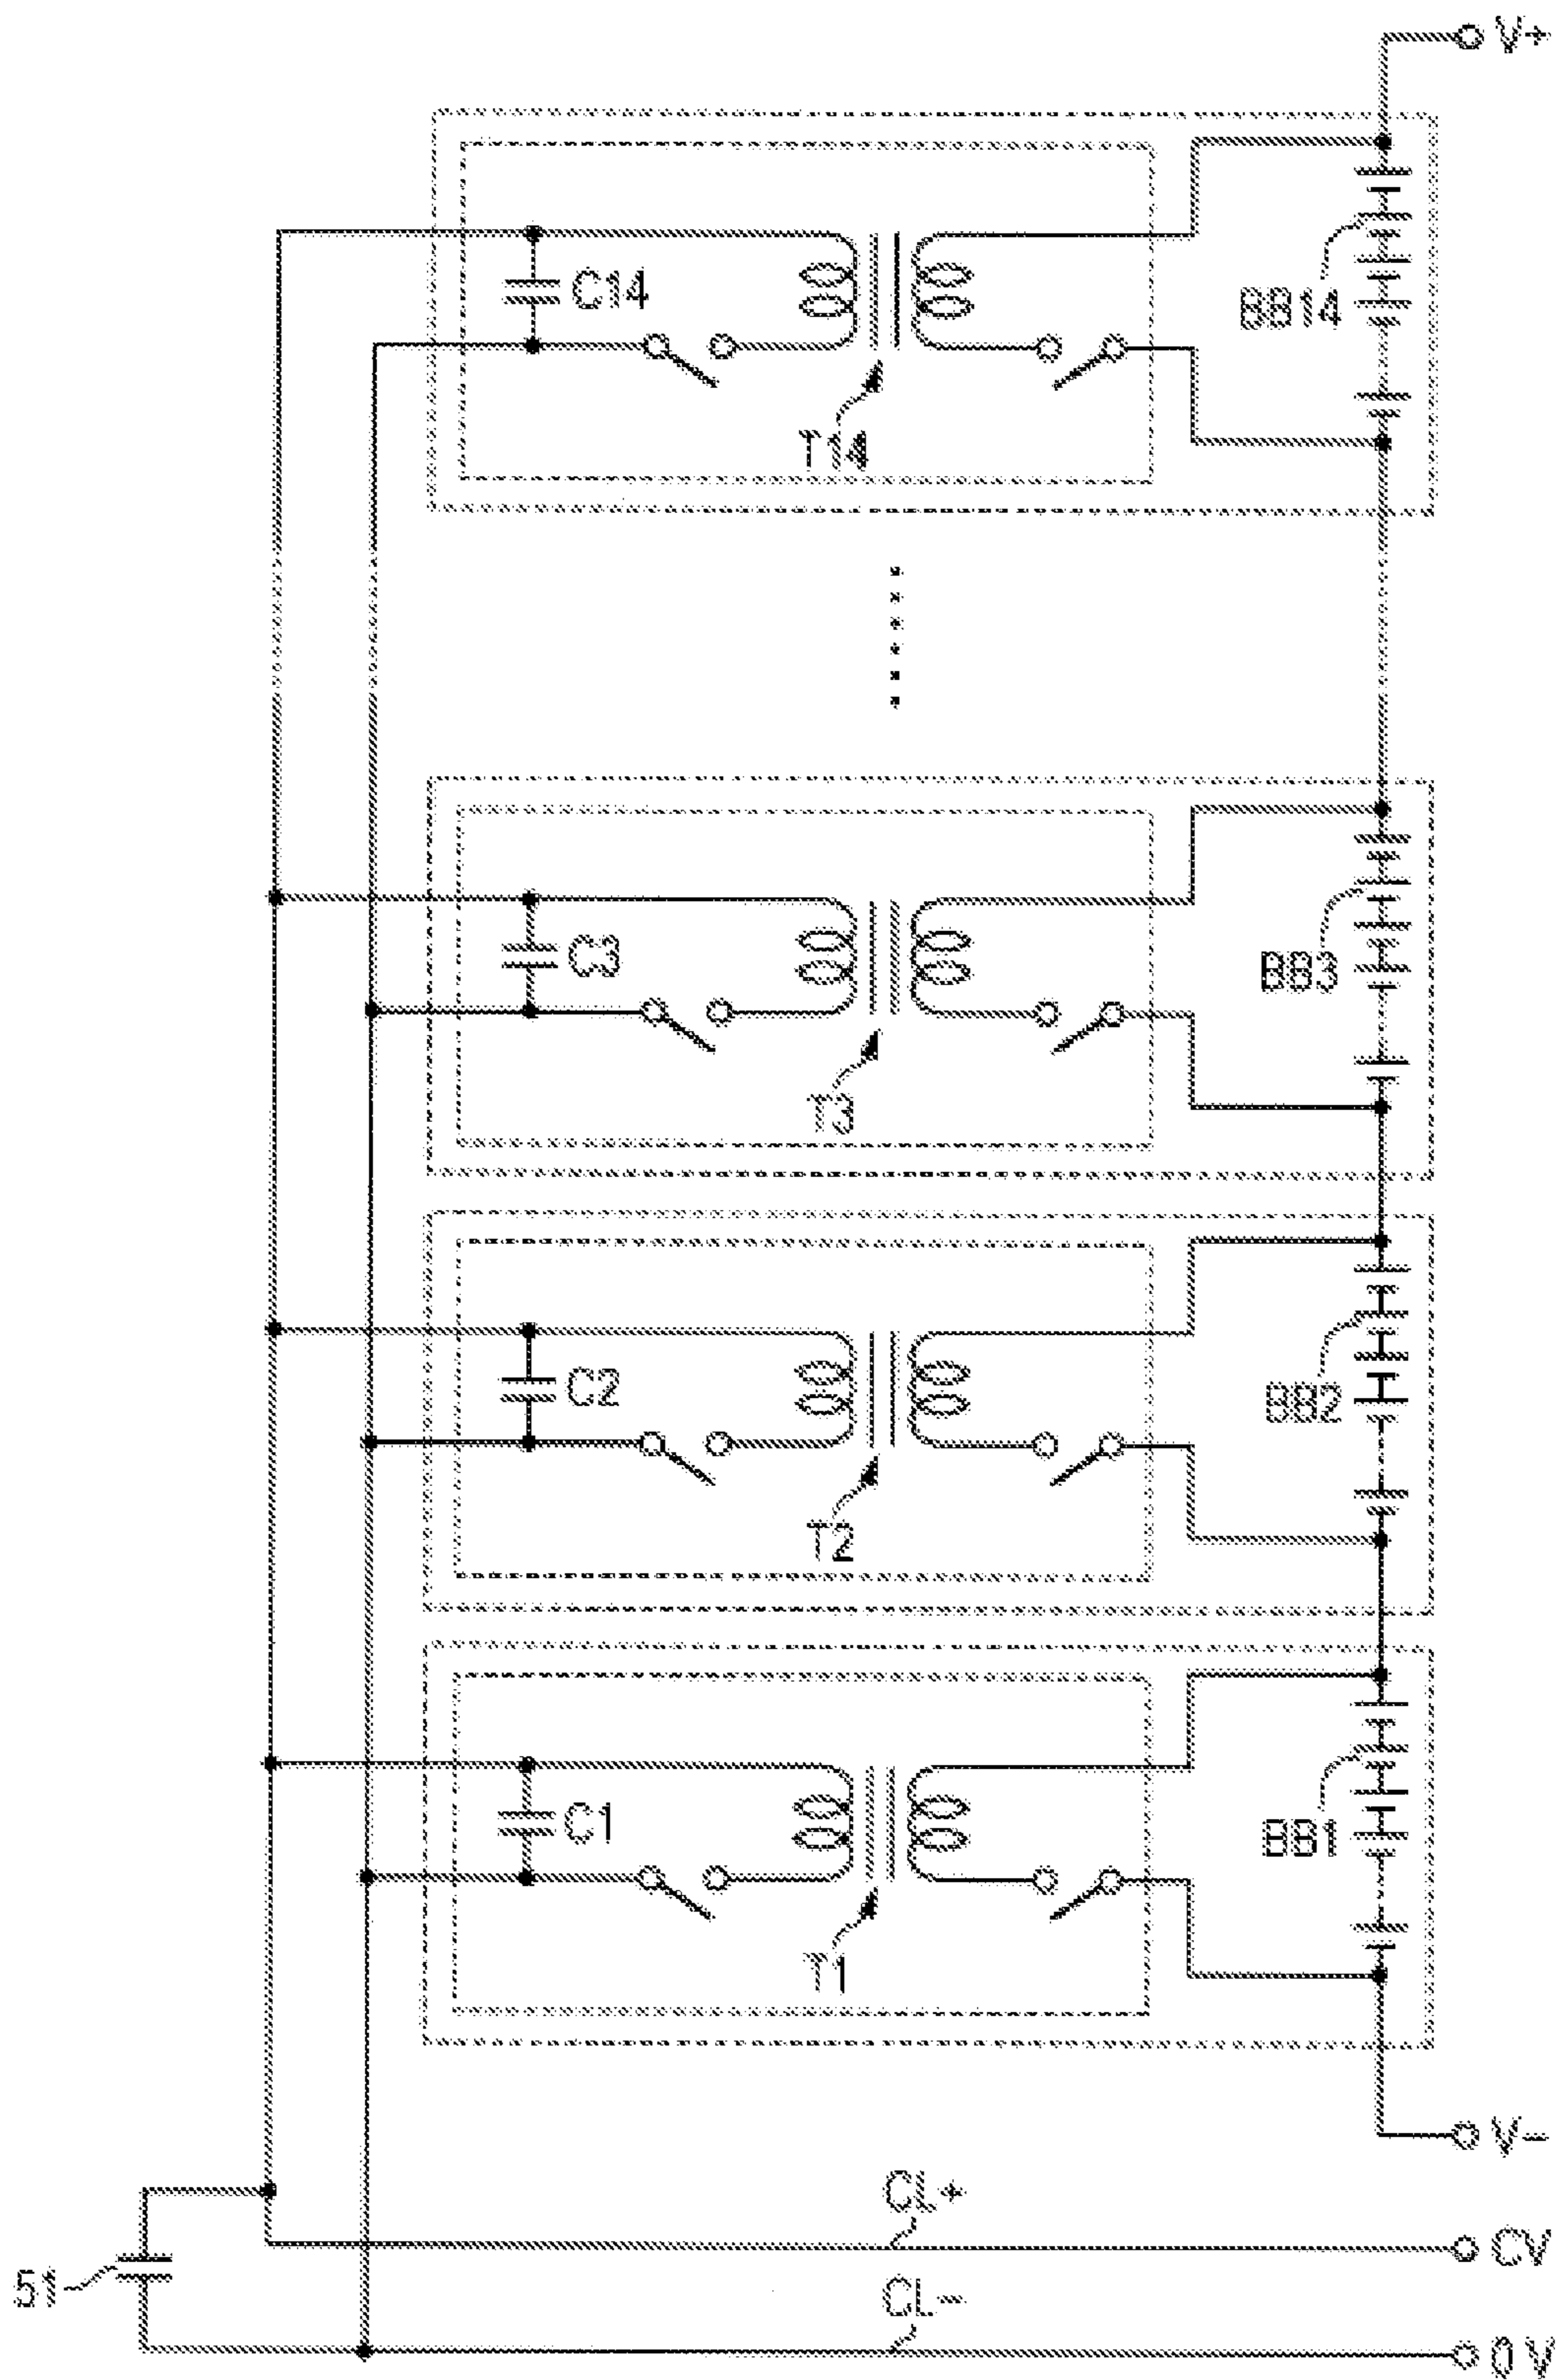 V+
C14
BB14
T14
C3
BB3
T3
C2
BB2
T2
C1
BB1
T1
V-
CL+
CV
51
CL-
0 V